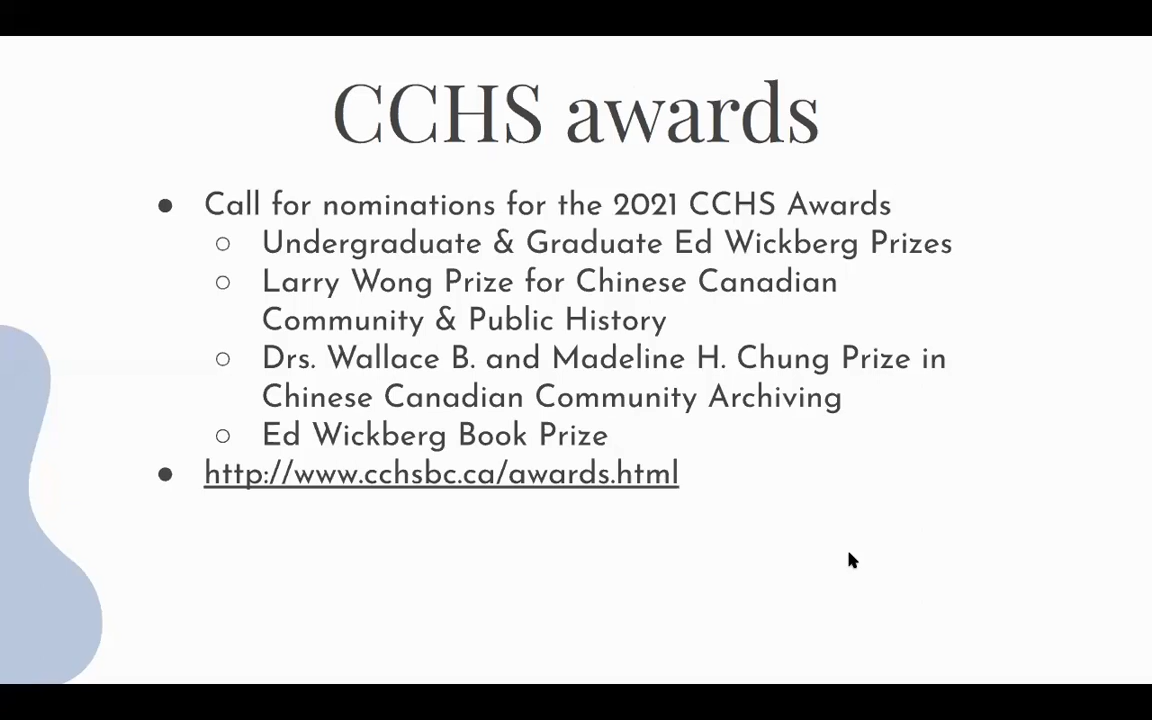 CCHS awards
● Call for nominations for the 2021 CCHS Awards
○ Undergraduate & Graduate Ed Wickberg Prizes
○ Larry Wong Prize for Chinese Canadian
Community & Public History
○ Drs. Wallace B. and Madeline H. Chung Prize in
Chinese Canadian Community Archiving
○ Ed Wickberg Book Prize
● http://www.cchsbc.ca/awards.html